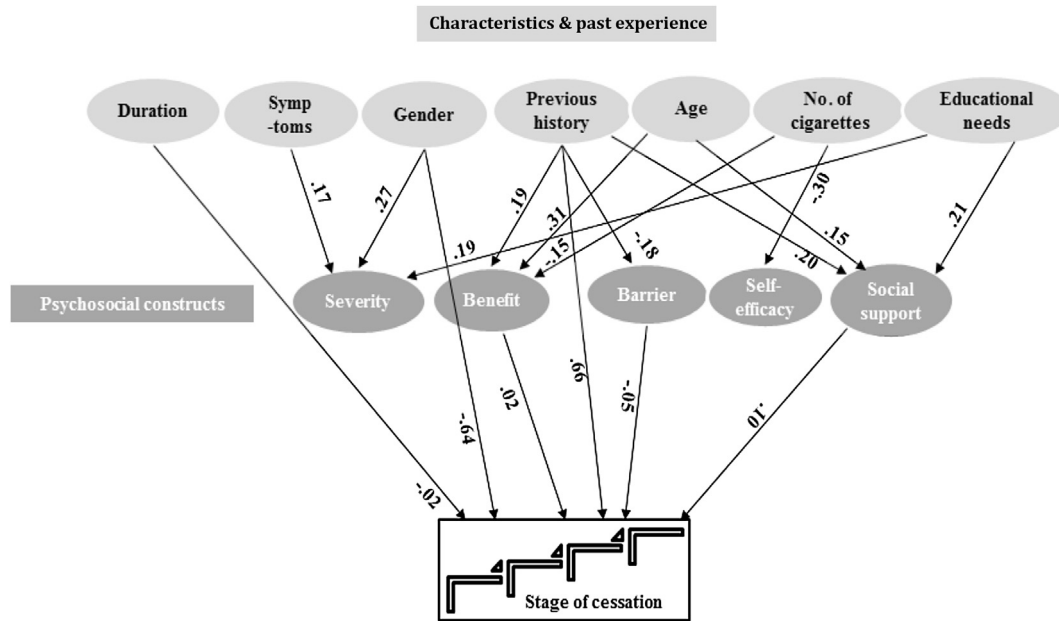 Characteristics & past experience
Duration
Symp
-toms
Gender
Previous
history
Age
No. of
cigarettes
Educational
needs
.17
.27
.19
.31
-.15
.19
-.18
-.30
.20
.15
.21
Psychosocial constructs
Severity
Benefit
Barrier
Self-
efficacy
Social
support
-.02
-.64
.02
.66
-.05
.10
Stage of cessation